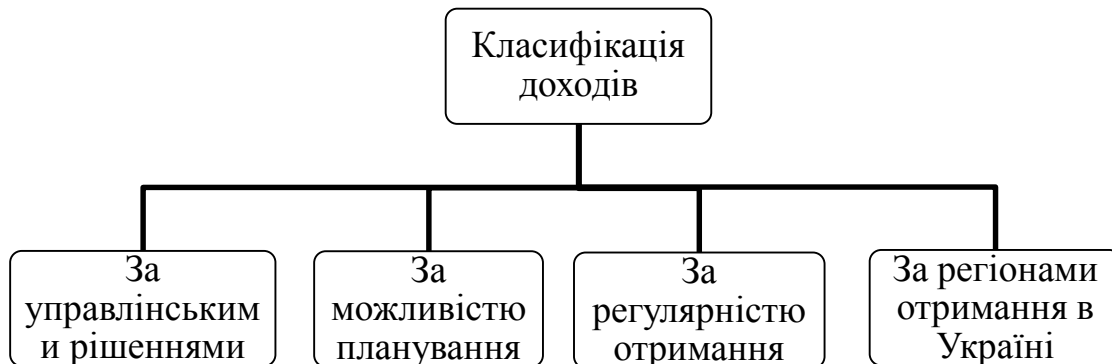 Класифікація
доходів
За
управлінським
и рішеннями
За
можливістю
планування
За
регулярністю
отримання
За регіонами
отримання в
Україні